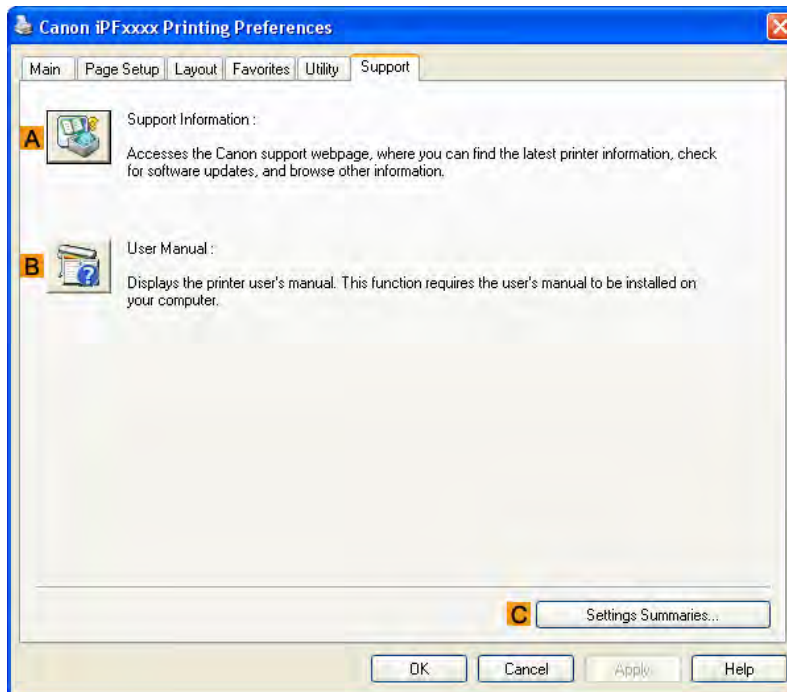 Canon iPFxxxx Printing Preferences
Main Page Setup Layout Favorites Utility Support
A
Support Information :
Accesses the Canon support webpage, where you can find the latest printer information, check
for software updates, and browse other information.
B
User Manual :
Displays the printer user's manual. This function requires the user's manual to be installed on
your computer.
C Settings Summaries...
OK Cancel Apply Help